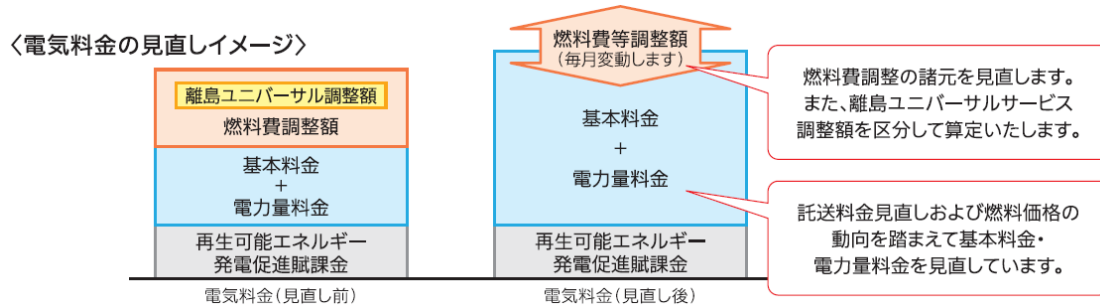 〈電気料金の見直しイメージ〉
離島ユニバーサル調整額
燃料費調整額
基本料金
+
電力量料金
再生可能エネルギー
発電促進賦課金
電気料金(見直し前)
燃料費等調整額
(毎月変動します)
基本料金
+
電力量料金
再生可能エネルギー
発電促進賦課金
電気料金(見直し後)
燃料費調整の諸元を見直します。
また、離島ユニバーサルサービス
調整額を区分して算定いたします。
託送料金見直しおよび燃料価格の
動向を踏まえて基本料金・
電力量料金を見直しています。